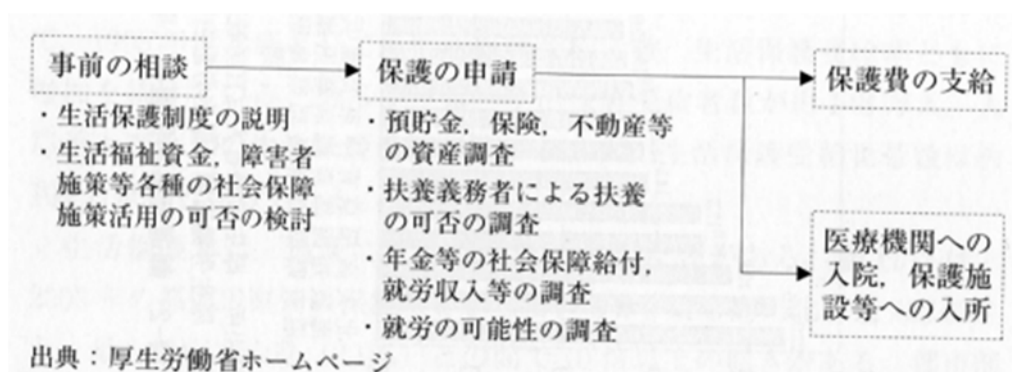 事前の相談
・生活保護制度の説明
・生活福祉資金，障害者
施策等各種の社会保障
施策活用の可否の検討
保護の申請
・預貯金，保険，不動産等
の資産調査
・扶養義務者による扶養
の可否の調査
・年金等の社会保障給付，
就労収入等の調査
・就労の可能性の調査
保護費の支給
医療機関への
入院，保護施
設等への入所
出典：厚生労働省ホームページ